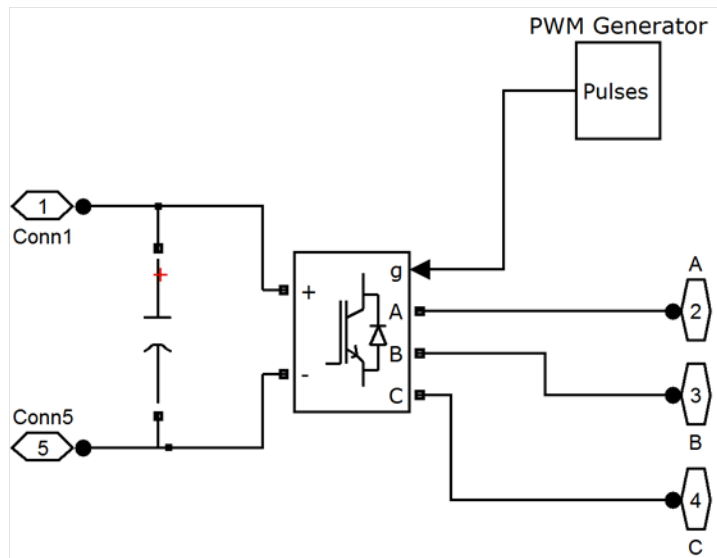 PWM Generator
Pulses
1
Conn1
+
+
-
g
A
B
C
A
2
3
B
4
C
Conn5
5